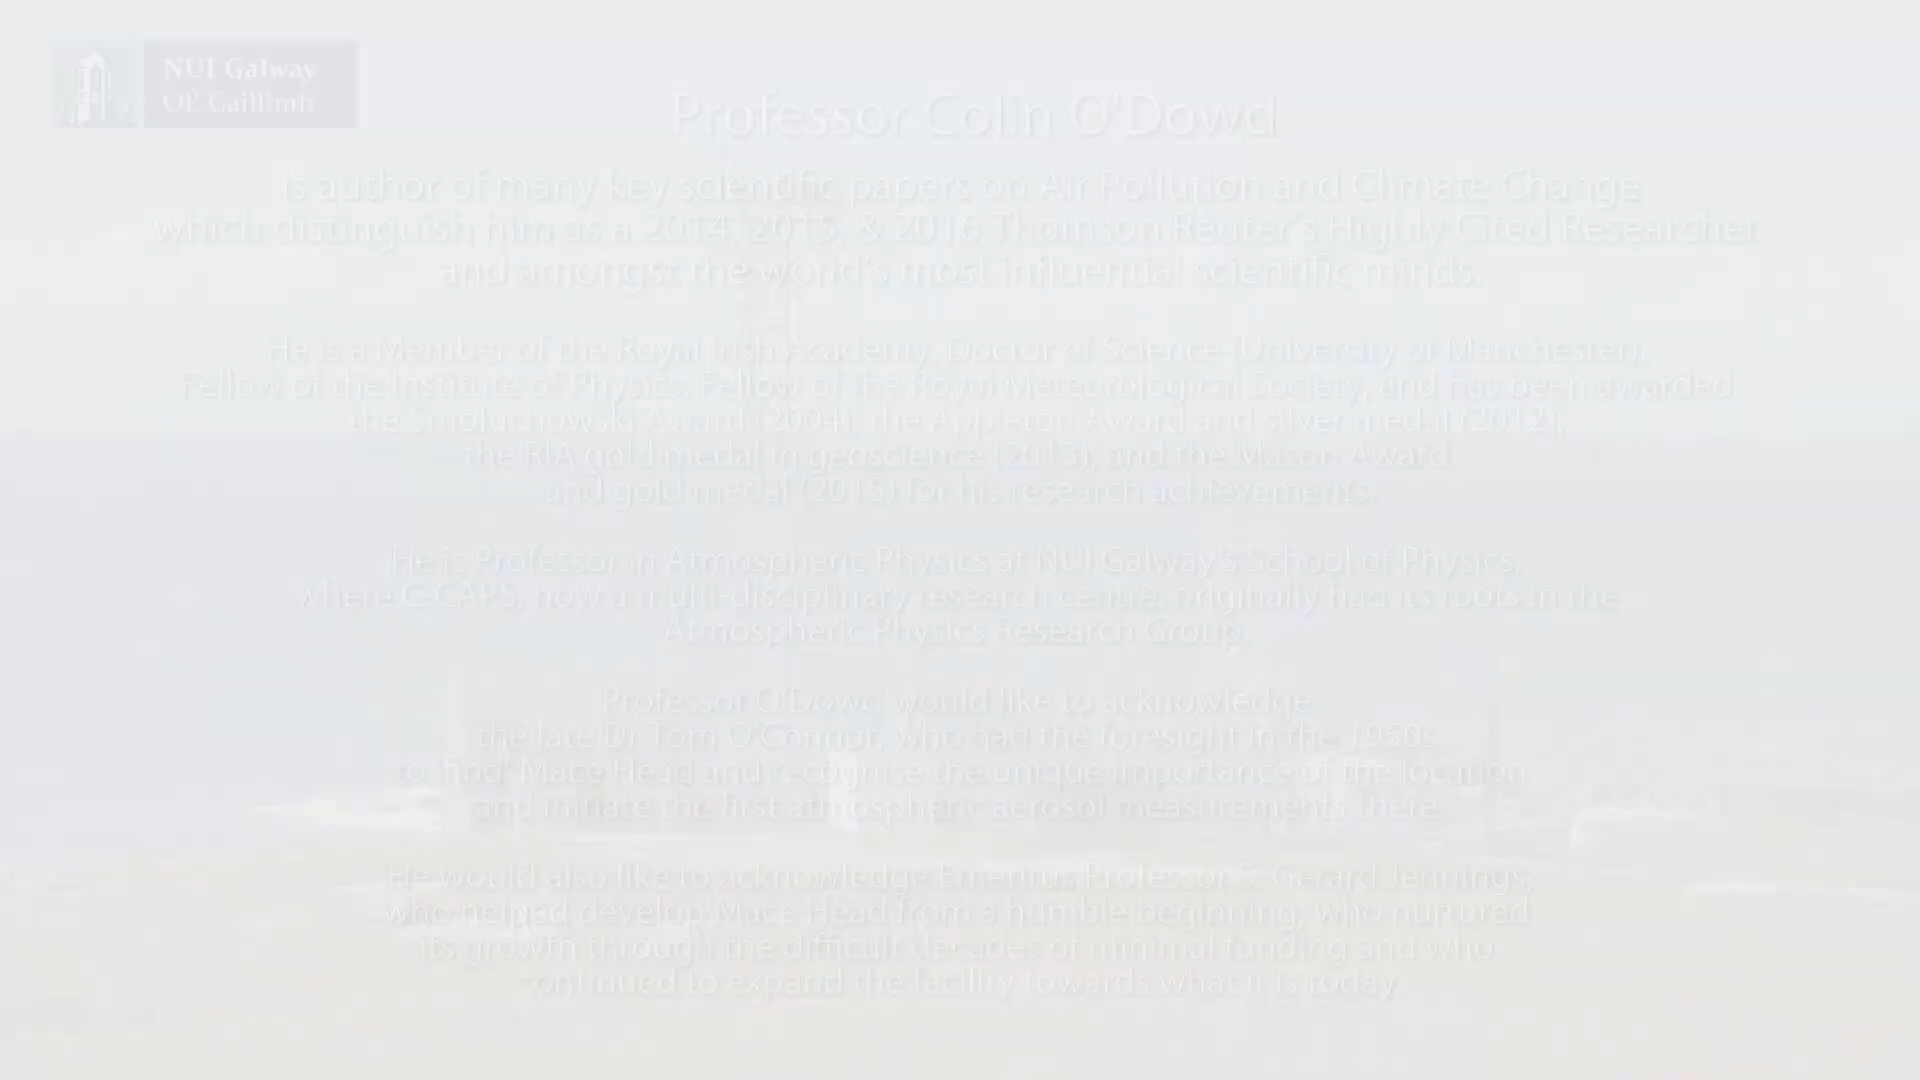 NUI Galway
OÉ Gaillimh
Professor Colin O'Dowd
is author of many key scientific papers on Air Pollution and Climate Change
which distinguish him as a 2014, 2015, & 2016 Thomson Reuter's Highly Cited Researcher
and amongst the world's most influential scientific minds.
He is a Member of the Royal Irish Academy, Doctor of Science (University of Manchester),
Fellow of the Institute of Physics, Fellow of the Royal Meteorological Society, and has been awarded
the Smoluchowski Award (2004), the Appleton Award and silver medal (2012),
the RIA gold medal in geoscience (2013), and the Mason Award
and gold medal (2015) for his research achievements.
He is Professor in Atmospheric Physics at NUI Galway's School of Physics,
where C-CAPS, now a multi-disciplinary research centre, originally had its roots in the
Atmospheric Physics Research Group.
Professor O'Dowd would like to acknowledge
the late Dr Tom O'Connor, who had the foresight in the 1950s
to 'find' Mace Head and recognise the unique importance of the location
and initiate the first atmospheric aerosol measurements there.
He would also like to acknowledge Emeritus Professor S. Gerard Jennings,
who helped develop Mace Head from a humble beginning, who nurtured
its growth through the difficult decades of minimal funding and who
continued to expand the facility towards what it is today.